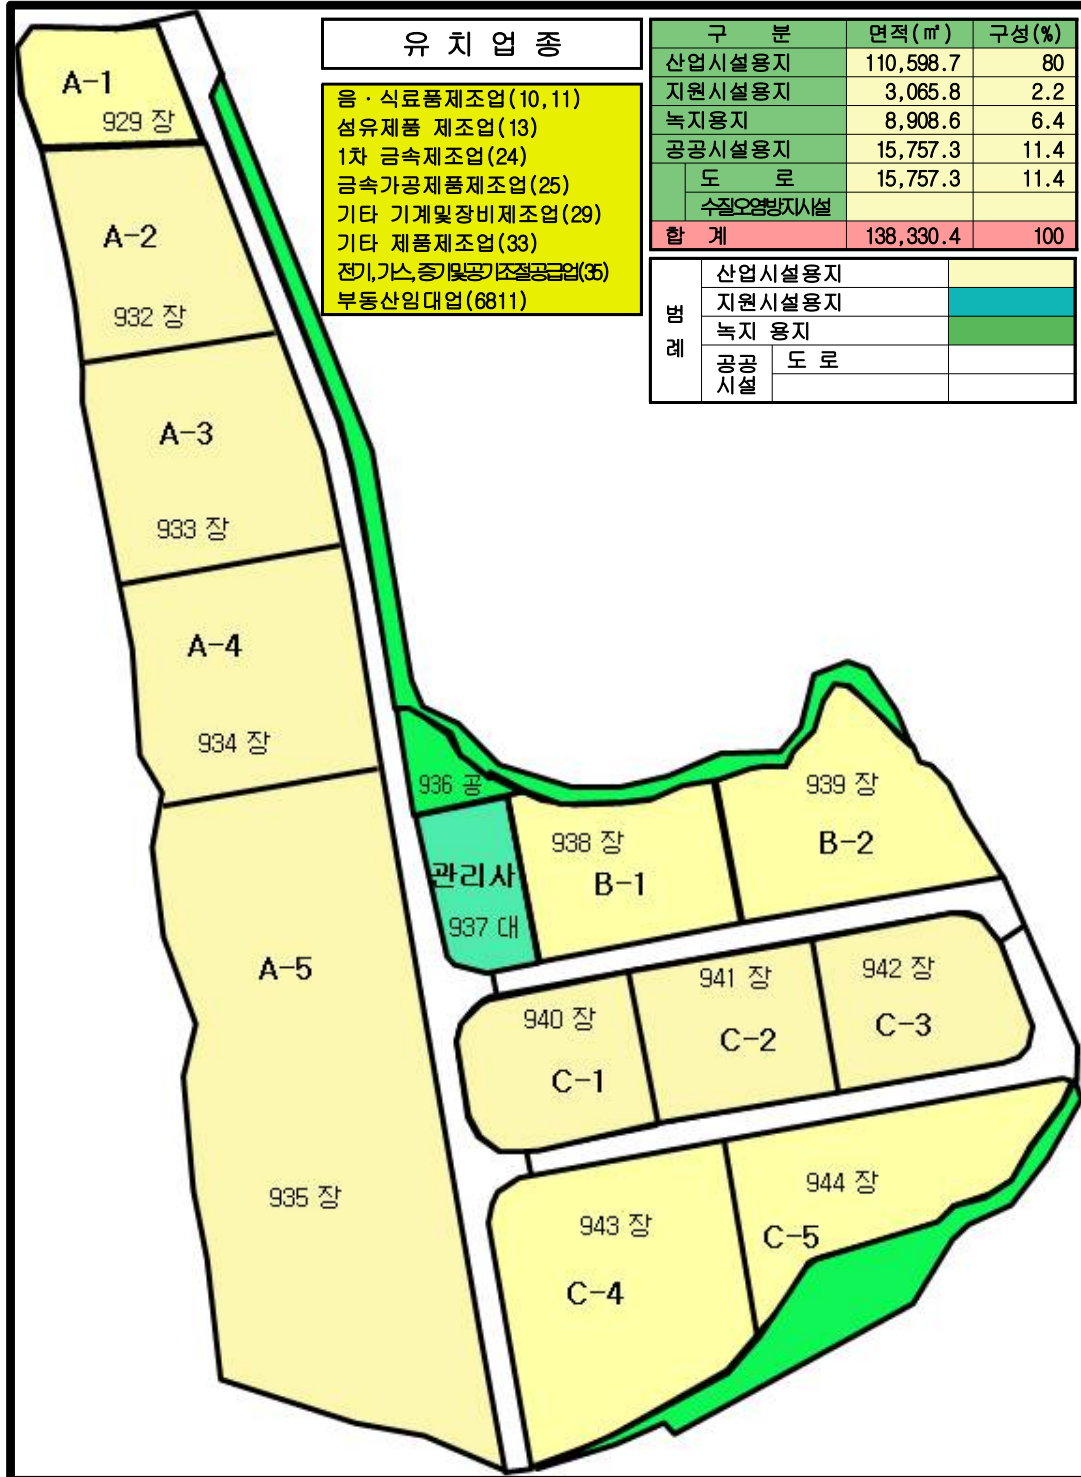 유 치 업 종
음 · 식료품제조업(10,11)
섬유제품 제조업(13)
1차 금속제조업(24)
금속가공제품제조업(25)
기타 기계및장비제조업(29)
기타 제품제조업(33)
전기,가스,증기및공기조절공급업(35)
부동산임대업(6811)
구 분 면적(㎡) 구성(%)
산업시설용지 110,598.7 80
지원시설용지 3,065.8 2.2
녹지용지 8,908.6 6.4
공공시설용지 15,757.3 11.4
도 로 15,757.3 11.4
수질오염방지시설
합 계 138,330.4 100
범 례
산업시설용지
지원시설용지
녹지 용지
공공 시설
도 로
A-1
929 장
A-2
932 장
A-3
933 장
A-4
934 장
A-5
935 장
936 공
관리사
937 대
938 장
B-1
939 장
B-2
940 장
C-1
941 장
C-2
942 장
C-3
943 장
C-4
944 장
C-5